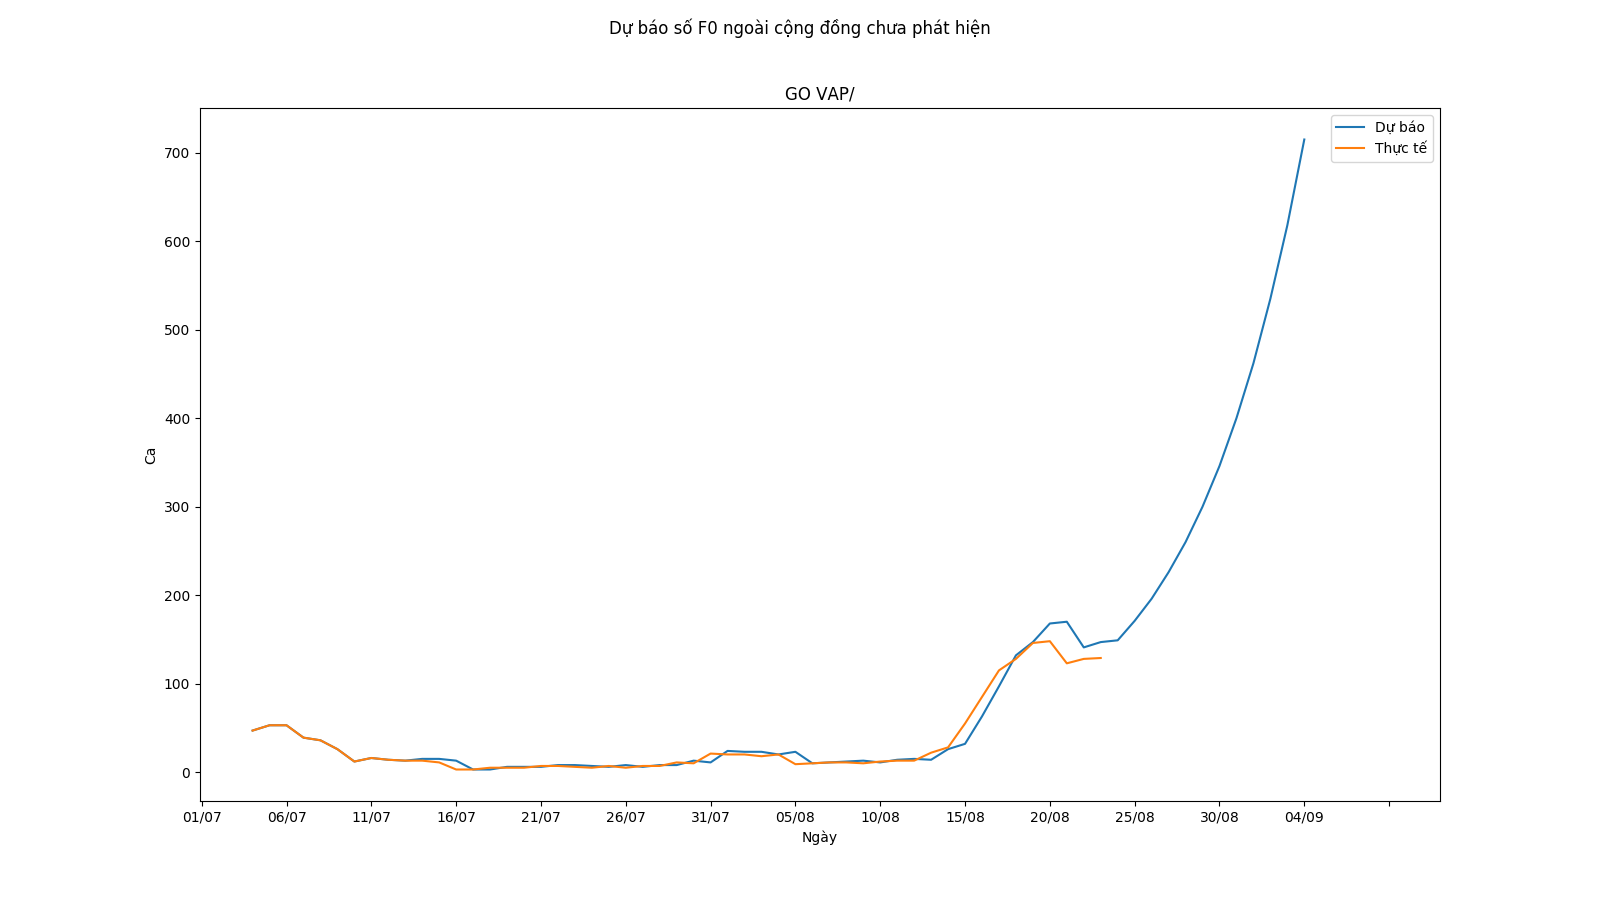 Dự báo số F0 ngoài cộng đồng chưa phát hiện
GO VAP/
Dự báo
Thực tế
700
600
500
400
300
200
100
0
Ca
01/07 06/07 11/07 16/07 21/07 26/07 31/07 05/08 10/08 15/08 20/08 25/08 30/08 04/09
Ngày